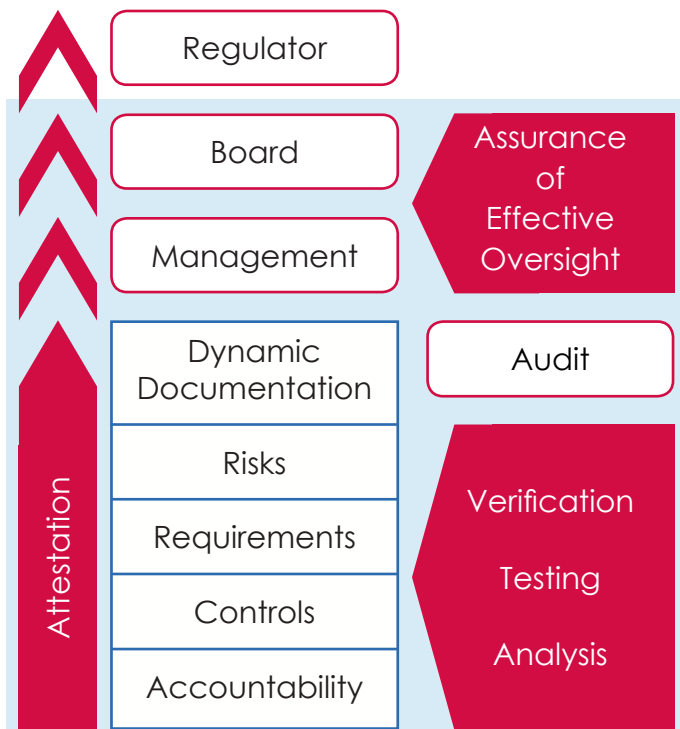 Regulator
Board
Management
Assurance
of
Effective
Oversight
Dynamic
Documentation
Risks
Requirements
Controls
Accountability
Audit
Verification
Testing
Analysis
Attestation